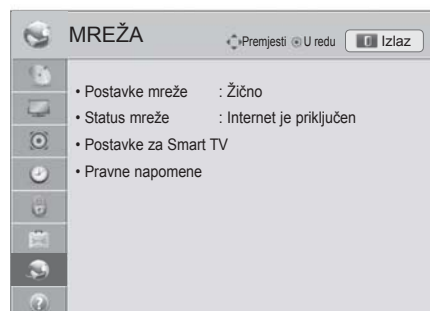 MREŽA
Premjesti U redu Izlaz
• Postavke mreže : Žično
• Status mreže : Internet je priključen
• Postavke za Smart TV
• Pravne napomene